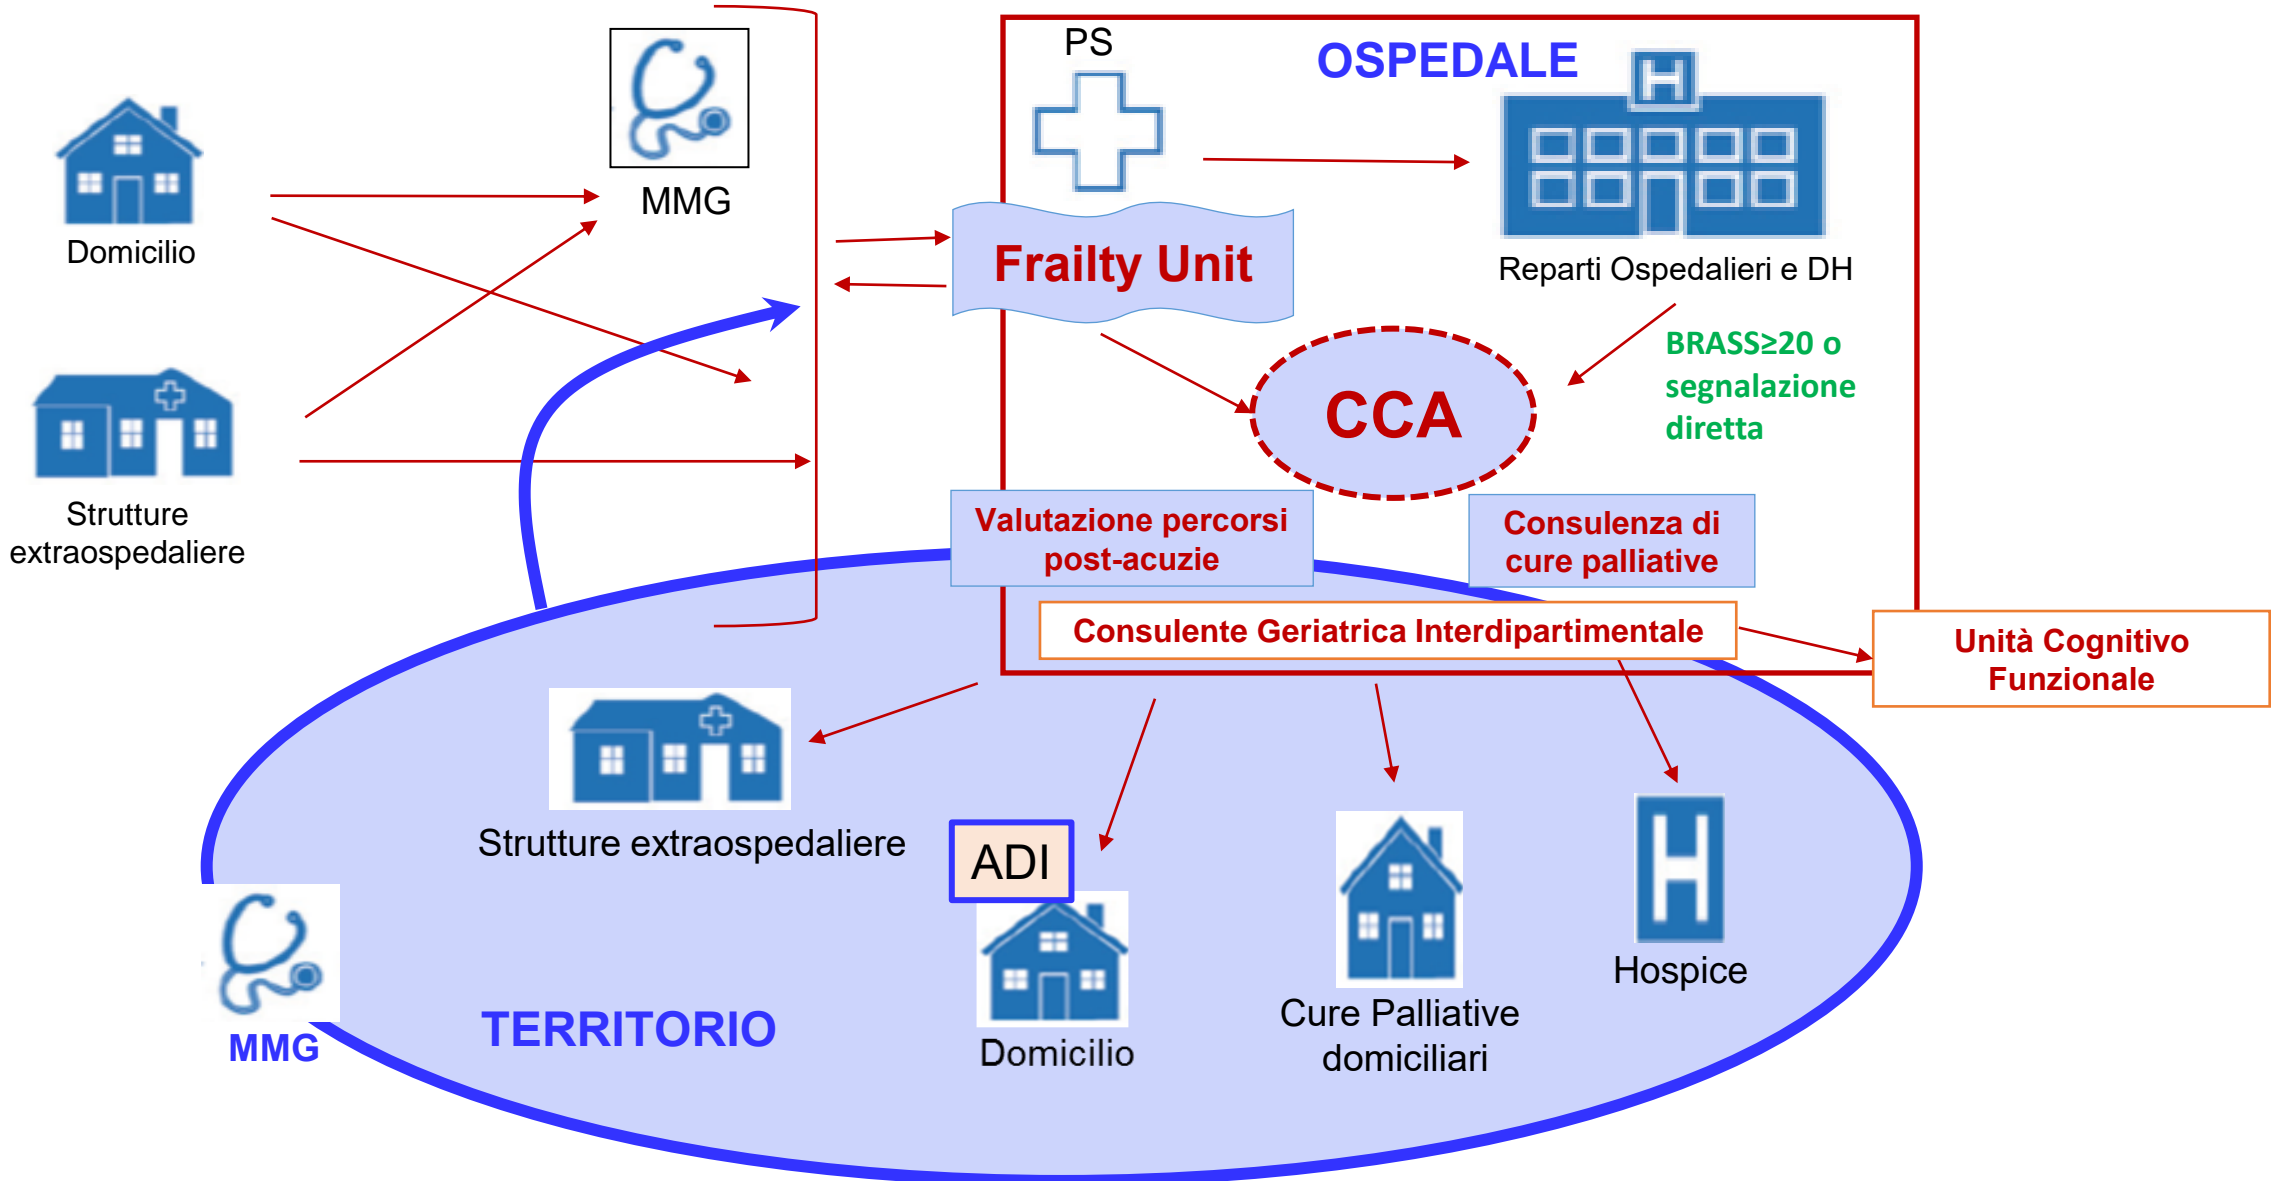 PS
OSPEDALE
MMG
Domicilio
Frailty Unit
Reparti Ospedalieri e DH
BRASS≥20 o
segnalazione
diretta
CCA
Strutture
extraospedaliere
Valutazione percorsi
post-acuzie
Consulenza di
cure palliative
Consulente Geriatrica Interdipartimentale
Unità Cognitivo
Funzionale
Strutture extraospedaliere
ADI
Domicilio
Cure Palliative
domiciliari
Hospice
TERRITORIO
MMG